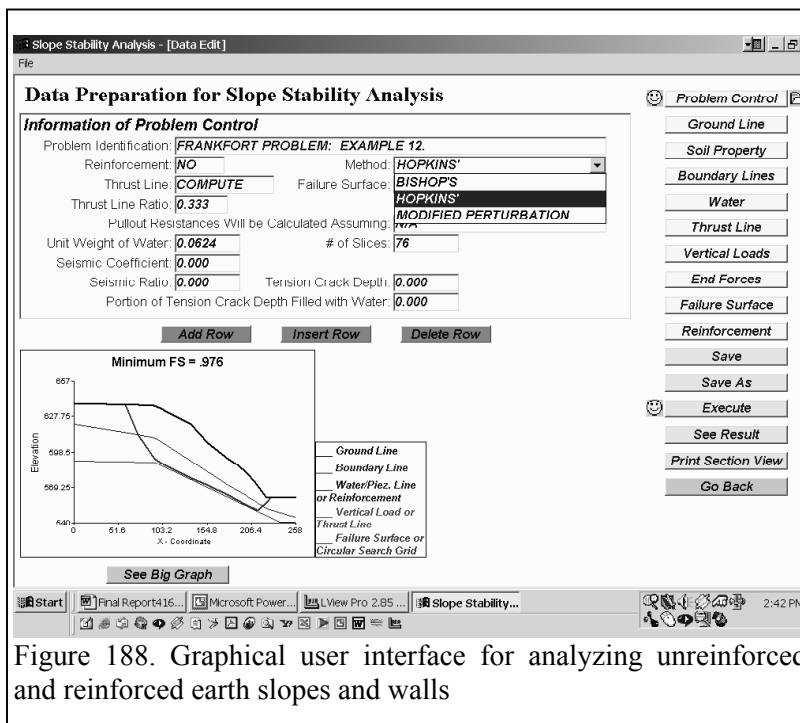 Slope Stability Analysis - [Data Edit]
File
Data Preparation for Slope Stability Analysis
Information of Problem Control
Problem Identification: FRANKFORT PROBLEM: EXAMPLE 12.
Reinforcement: NO Method: HOPKINS'
Thrust Line: COMPUTE Failure Surface: BISHOP'S
HOPKINS'
Thrust Line Ratio: 0.333 MODIFIED PERTURBATION
Pullout Resistances Will be Calculated Assuming: N/A
Unit Weight of Water: 0.0624 # of Slices: 76
Seismic Coefficient: 0.000
Seismic Ratio: 0.000 Tension Crack Depth: 0.000
Portion of Tension Crack Depth Filled with Water: 0.000
Add Row Insert Row Delete Row
Minimum FS = .976
667
627.75
598.5
569.25
540
Elevation
0 51.6 103.2 154.8 206.4 258
X - Coordinate
Ground Line
Boundary Line
Water/Piez. Line
or Reinforcement
Vertical Load or
Thrust Line
Failure Surface or
Circular Search Grid
See Big Graph
Problem Control
Ground Line
Soil Property
Boundary Lines
Water
Thrust Line
Vertical Loads
End Forces
Failure Surface
Reinforcement
Save
Save As
Execute
See Result
Print Section View
Go Back
Start Final Report416... Microsoft Power... LView Pro 2.85 ... Slope Stability... 2:42 PM
Figure 188. Graphical user interface for analyzing unreinforced
and reinforced earth slopes and walls